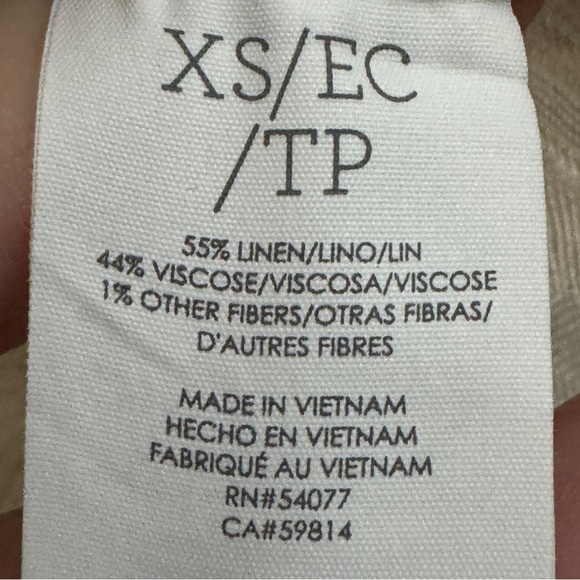 XS/EC
/TP
55% LINEN/LINO/LIN
44% VISCOSE/VISCOSA/VISCOSE
1% OTHER FIBERS/OTRAS FIBRAS/
D'AUTRES FIBRES
MADE IN VIETNAM
HECHO EN VIETNAM
FABRIQUÉ AU VIETNAM
RN#54077
CA#59814